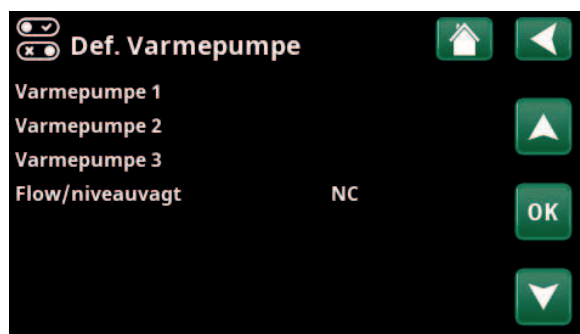 Def. Varmepumpe
Varmepumpe 1
Varmepumpe 2
Varmepumpe 3
Flow/niveauvagt NC
OK